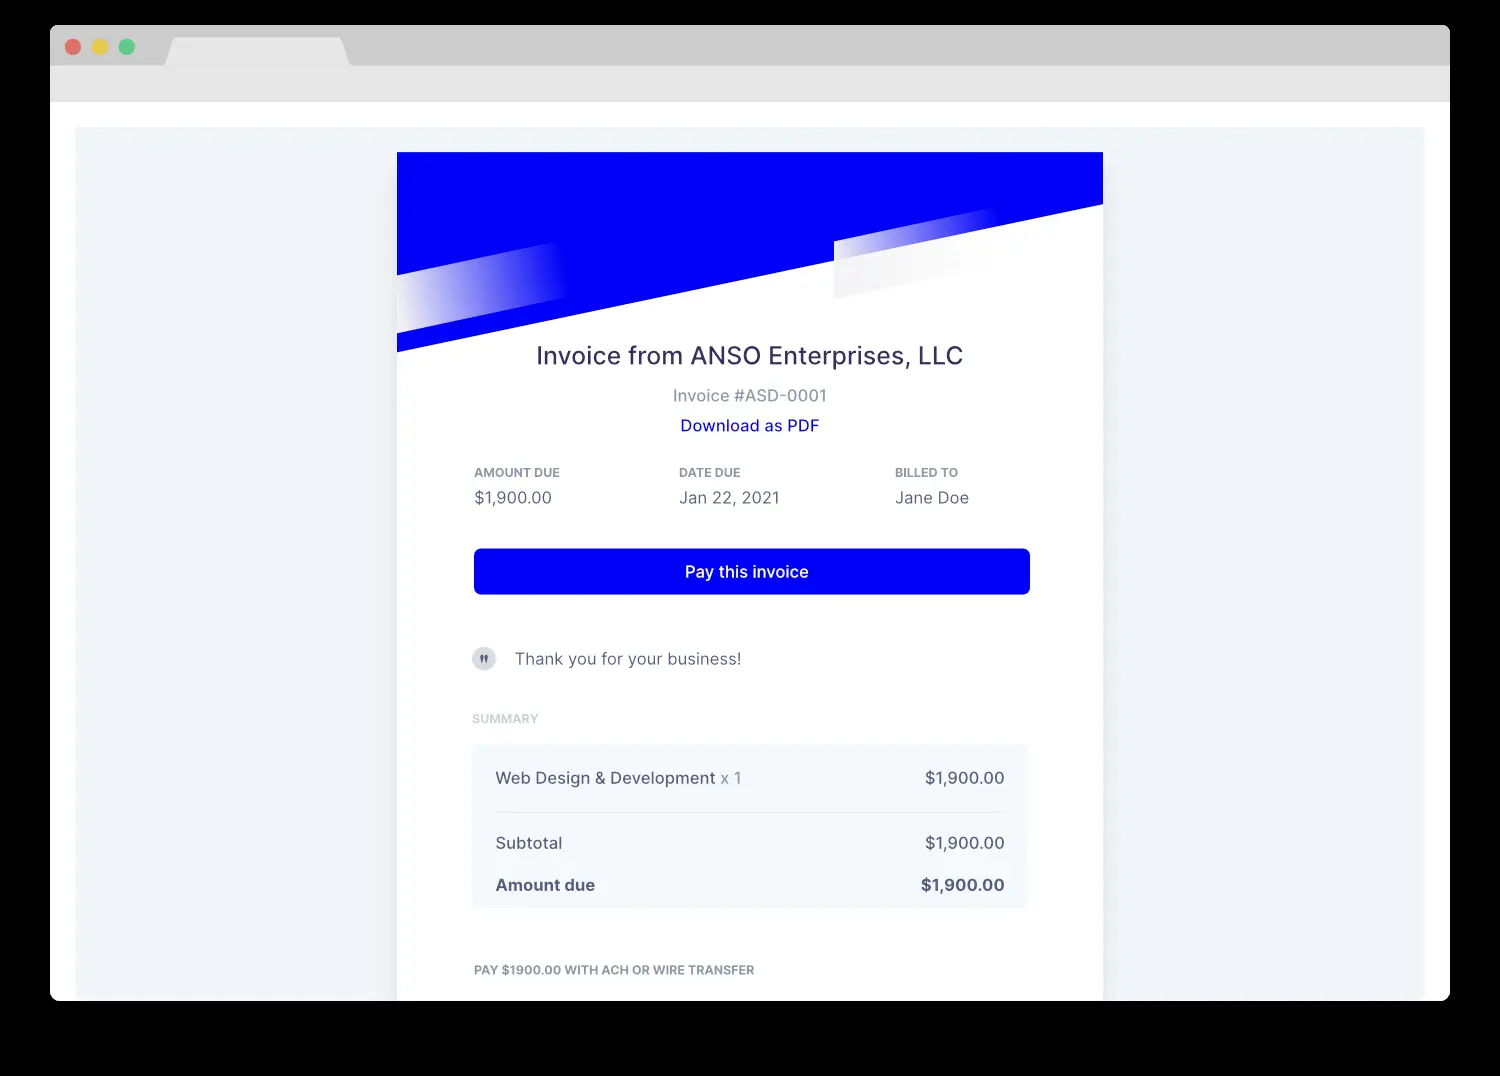 Invoice from ANSO Enterprises, LLC
Invoice #ASD-0001
Download as PDF
AMOUNT DUE DATE DUE BILLED TO
$1,900.00 Jan 22, 2021 Jane Doe
Pay this invoice
" Thank you for your business!
SUMMARY
Web Design & Development x 1 $1,900.00
Subtotal $1,900.00
Amount due $1,900.00
PAY $1900.00 WITH ACH OR WIRE TRANSFER